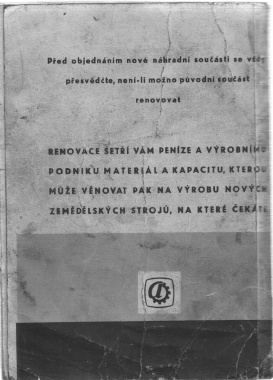 Před objednáním nové náhradní součásti se vždy
přesvědčte, není-li možno původní součást
renovovat
RENOVACE ŠETŘÍ VÁM PENÍZE A VÝROBNÍMU
PODNIKU MATERIÁL A KAPACITU, KTEROU
MŮŽE VĚNOVAT PAK NA VÝROBU NOVÝCH
ZEMĚDĚLSKÝCH STROJŮ, NA KTERÉ ČEKÁTE